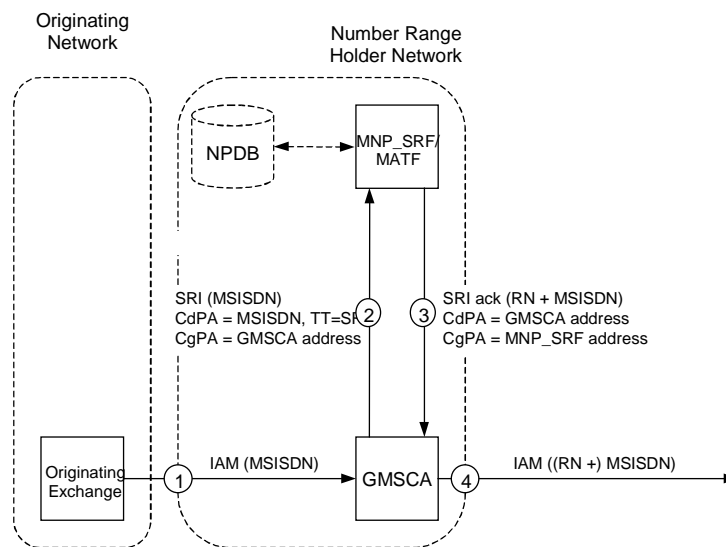 Originating
Network
Number Range
Holder Network
NPDB
MNP_SRF/
MATF
SRI (MSISDN)
CdPA = MSISDN, TT=SF
CgPA = GMSCA address
2
3
SRI ack (RN + MSISDN)
CdPA = GMSCA address
CgPA = MNP_SRF address
Originating
Exchange
1
IAM (MSISDN)
GMSCA
4
IAM ((RN +) MSISDN)